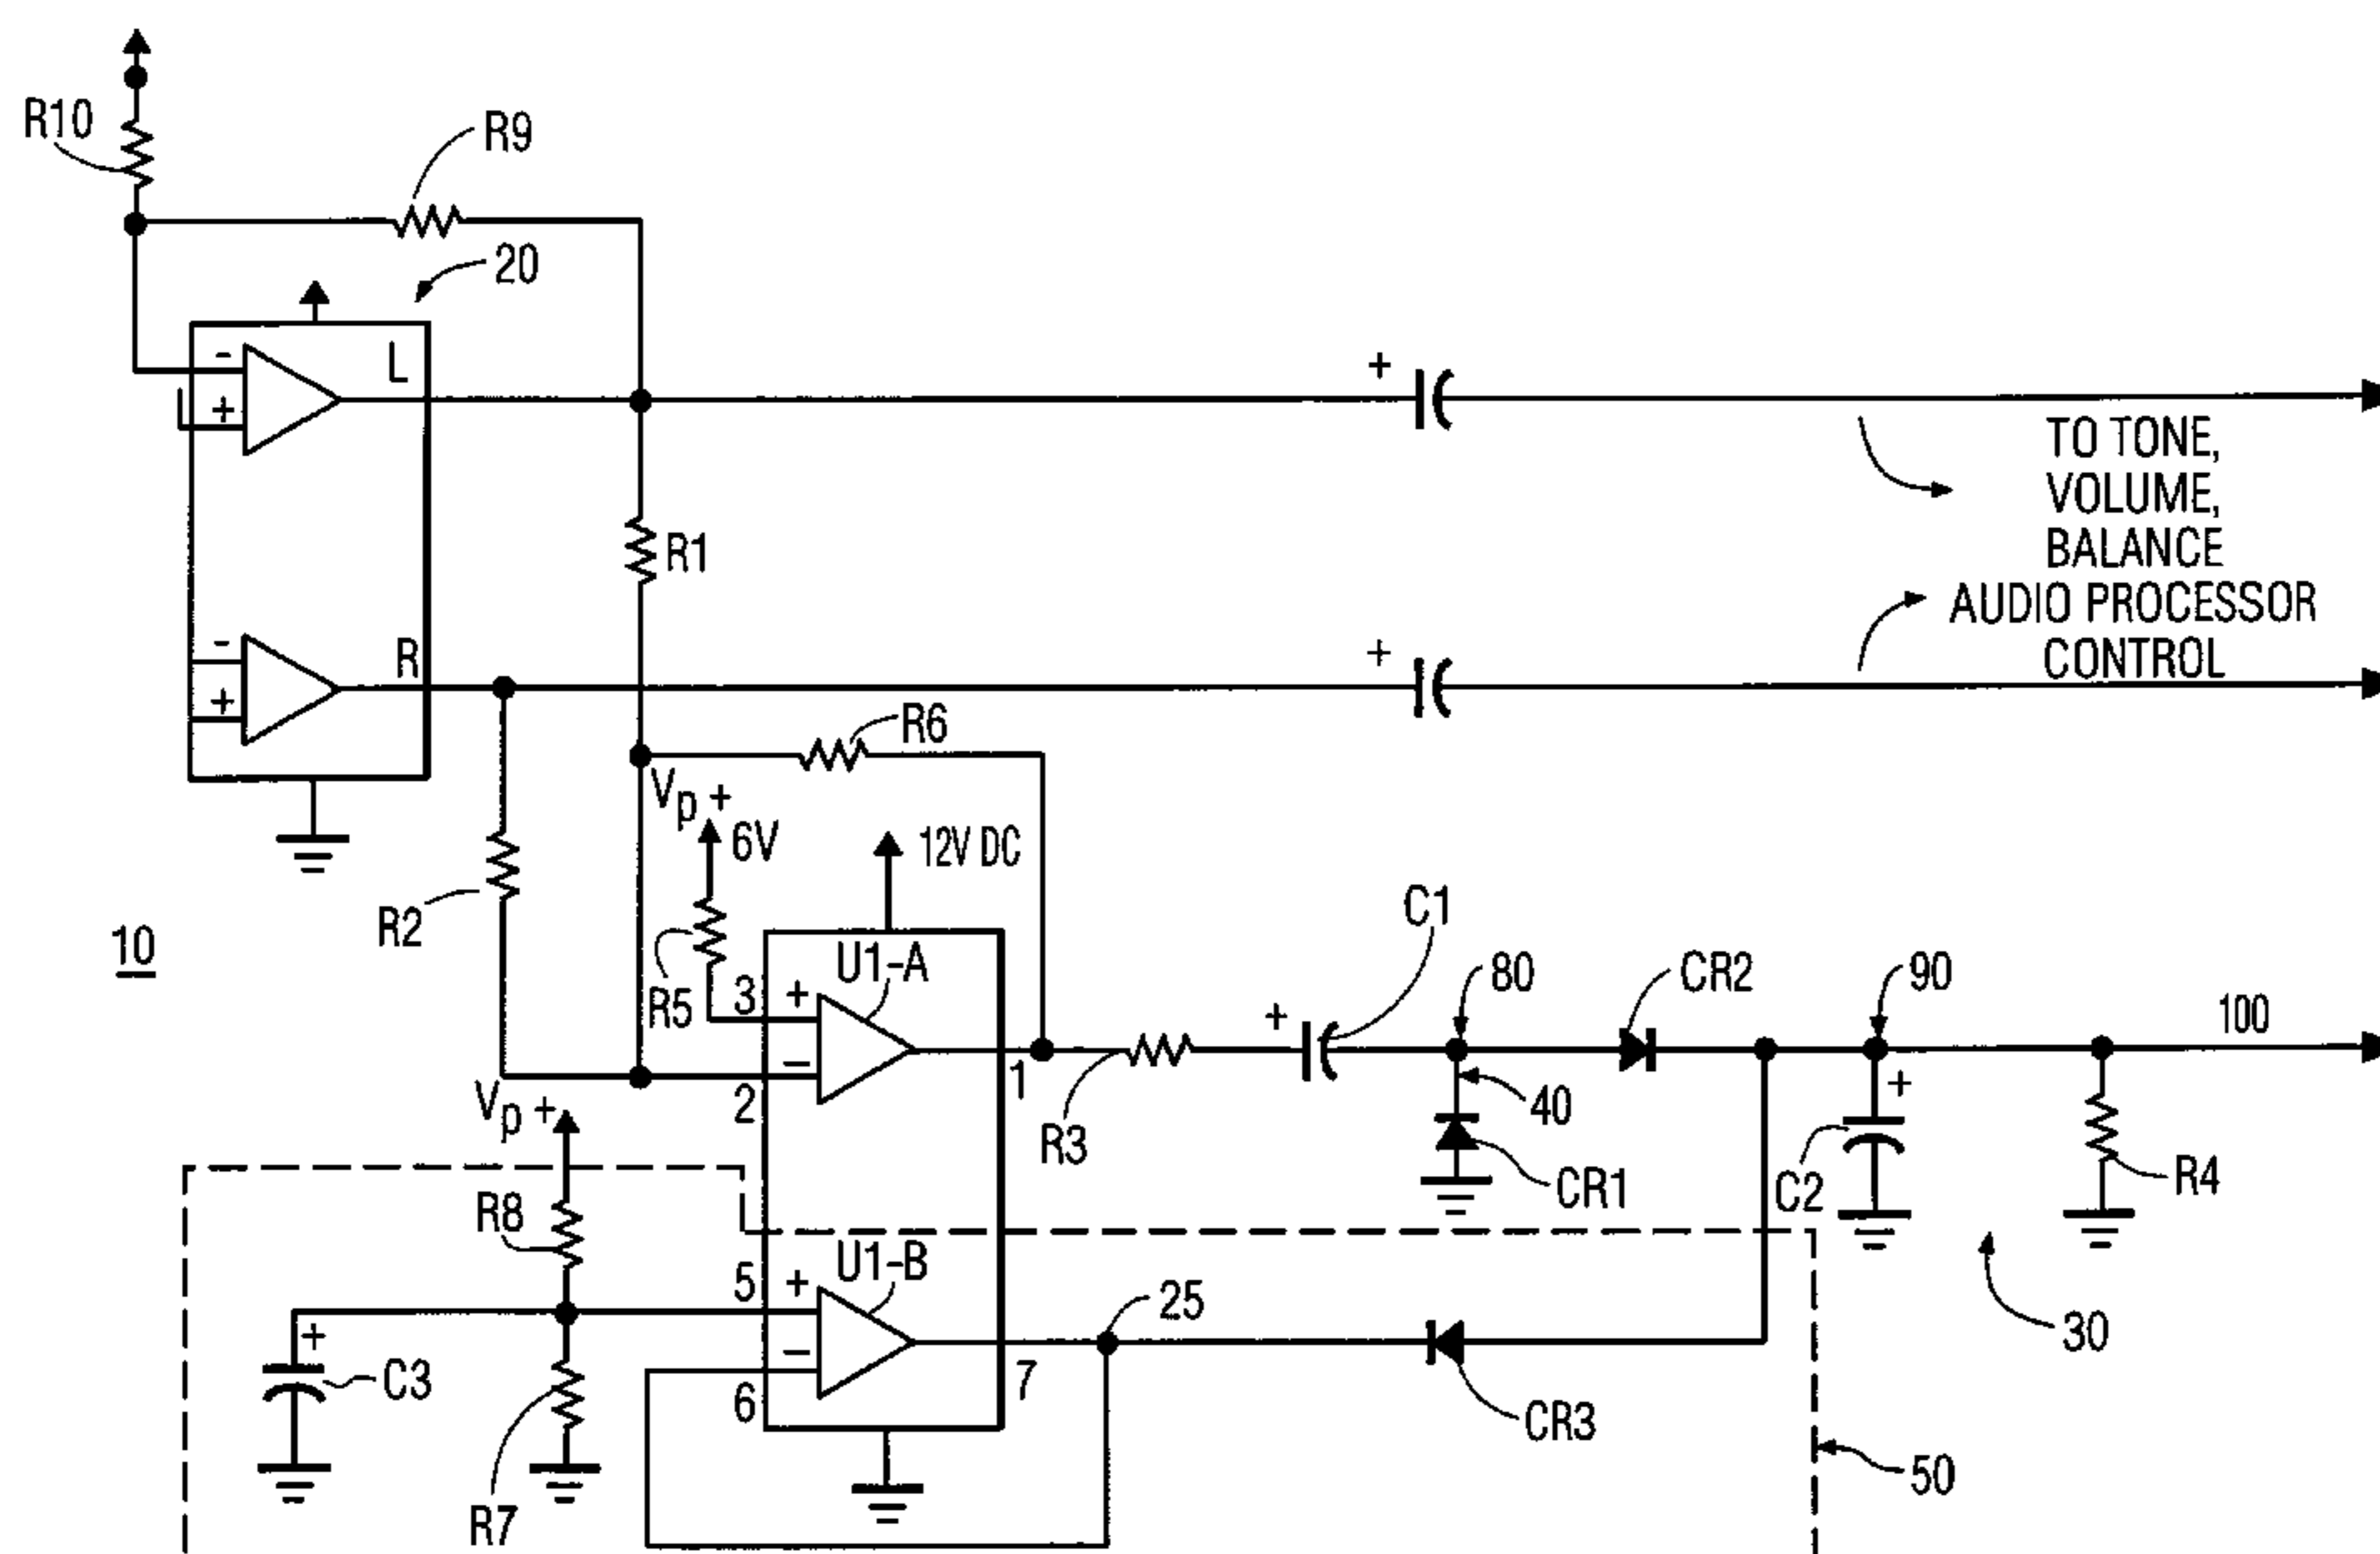 R10
R9
20
-
+
L
+
TO TONE,
VOLUME,
BALANCE
AUDIO PROCESSOR
CONTROL
R1
-
+
R
+
R6
Vp +
6V
12V DC
R2
10
R5
3
+
U1-A
-
2
1
C1
+
80
CR2
90
100
R3
40
CR1
+
C2
R4
Vp +
R8
5
+
U1-B
-
6
7
25
30
+
C3
R7
CR3
50